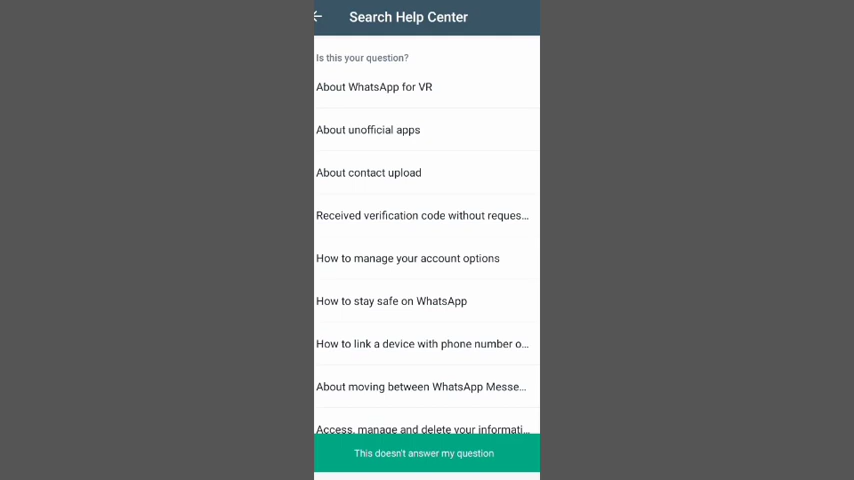 Search Help Center
Is this your question?
About WhatsApp for VR
About unofficial apps
About contact upload
Received verification code without reques...
How to manage your account options
How to stay safe on WhatsApp
How to link a device with phone number o...
About moving between WhatsApp Messe...
Access, manage and delete your informati...
This doesn't answer my question